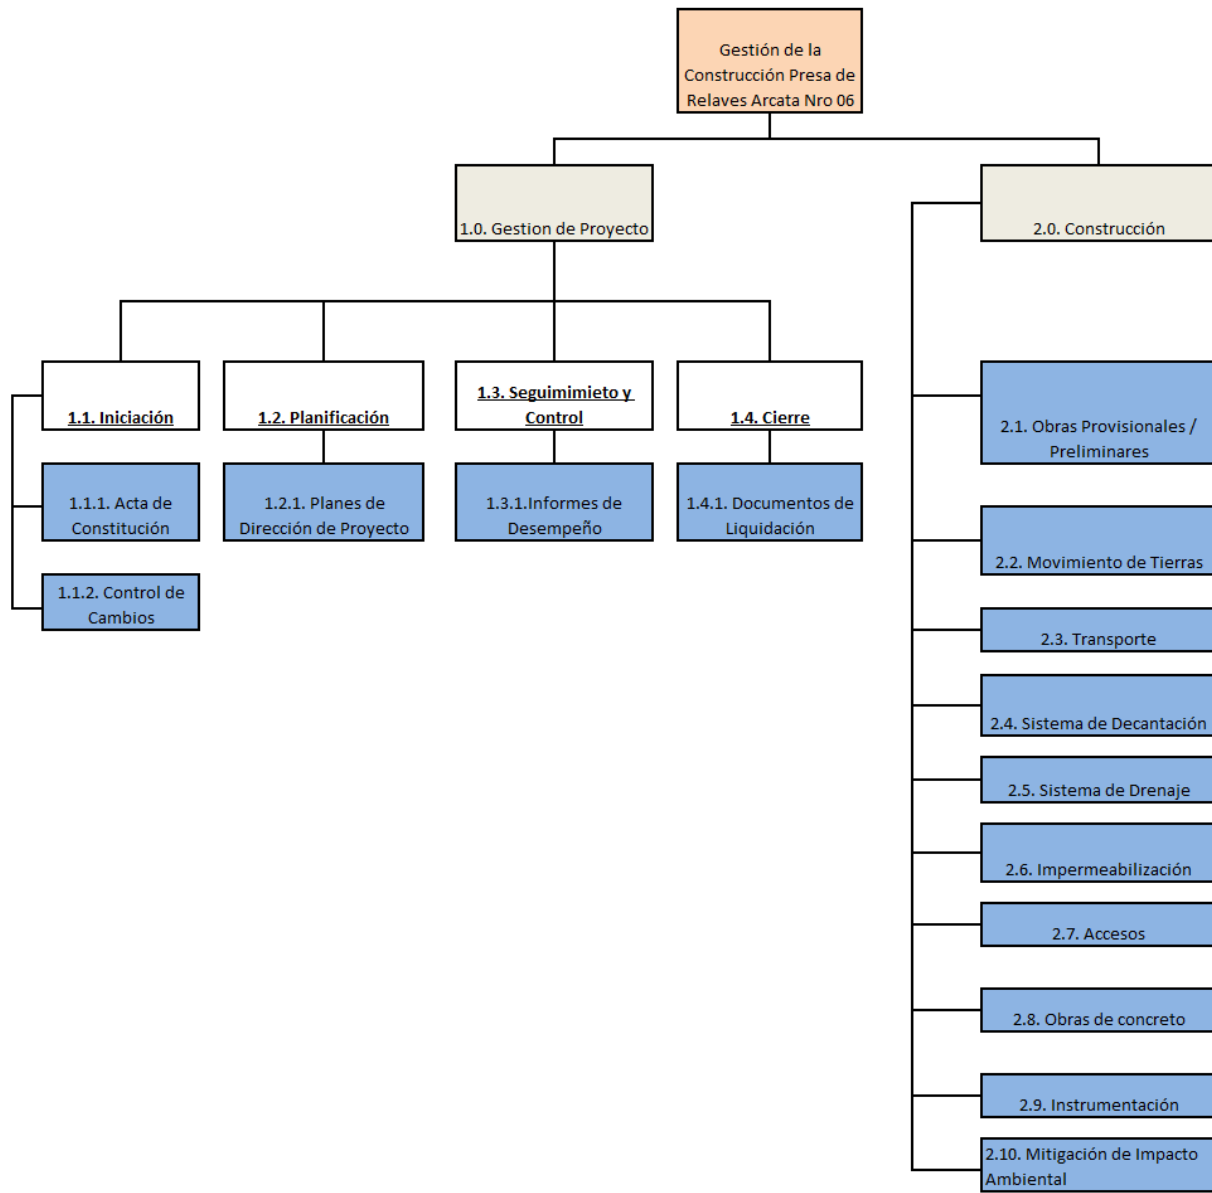 Gestión de la
Construcción Presa de
Relaves Arcata Nro 06
1.0. Gestion de Proyecto
2.0. Construcción
1.1. Iniciación
1.2. Planificación
1.3. Seguimimieto y
Control
1.4. Cierre
1.1.1. Acta de
Constitución
1.2.1. Planes de
Dirección de Proyecto
1.3.1.Informes de
Desempeño
1.4.1. Documentos de
Liquidación
1.1.2. Control de
Cambios
2.1. Obras Provisionales /
Preliminares
2.2. Movimiento de Tierras
2.3. Transporte
2.4. Sistema de Decantación
2.5. Sistema de Drenaje
2.6. Impermeabilización
2.7. Accesos
2.8. Obras de concreto
2.9. Instrumentación
2.10. Mitigación de Impacto
Ambiental